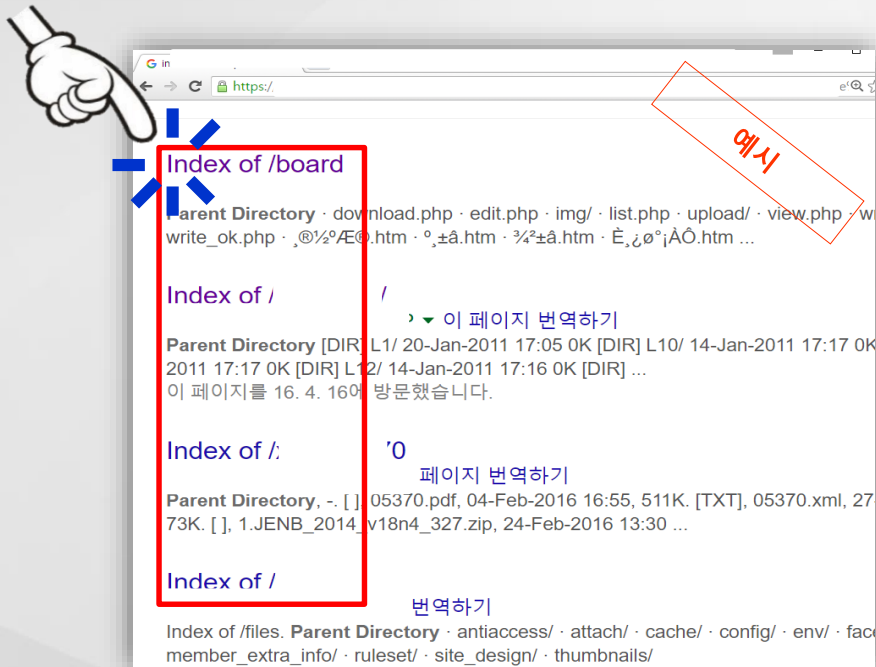 G in
https:/
예시
Index of /board
Parent Directory · download.php · edit.php · img/ · list.php · upload/ · view.php · wr
write_ok.php · ¸®½ºÆ®.htm · º¸±â.htm · ¾²±â.htm · È¸¿ø°¡ÀÔ.htm ...
Index of / /
이 페이지 번역하기
Parent Directory [DIR] L1/ 20-Jan-2011 17:05 0K [DIR] L10/ 14-Jan-2011 17:17 0K
2011 17:17 0K [DIR] L12/ 14-Jan-2011 17:16 0K [DIR] ...
이 페이지를 16. 4. 16에 방문했습니다.
Index of / 0
페이지 번역하기
Parent Directory, -. [ ], 05370.pdf, 04-Feb-2016 16:55, 511K. [TXT], 05370.xml, 27-
73K. [ ], 1.JENB_2014_v18n4_327.zip, 24-Feb-2016 13:30 ...
Index of /
번역하기
Index of /files. Parent Directory · antiaccess/ · attach/ · cache/ · config/ · env/ · face
member_extra_info/ · ruleset/ · site_design/ · thumbnails/